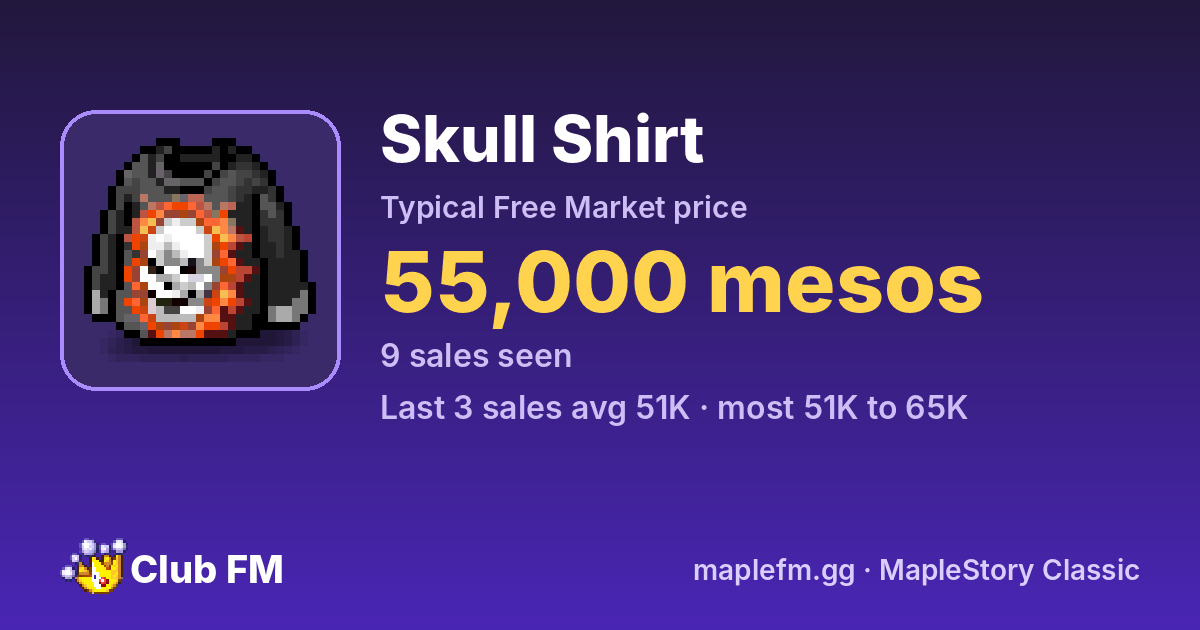 Skull Shirt
Typical Free Market price
55,000 mesos
9 sales seen
Last 3 sales avg 51K · most 51K to 65K
Club FM
maplefm.gg · MapleStory Classic